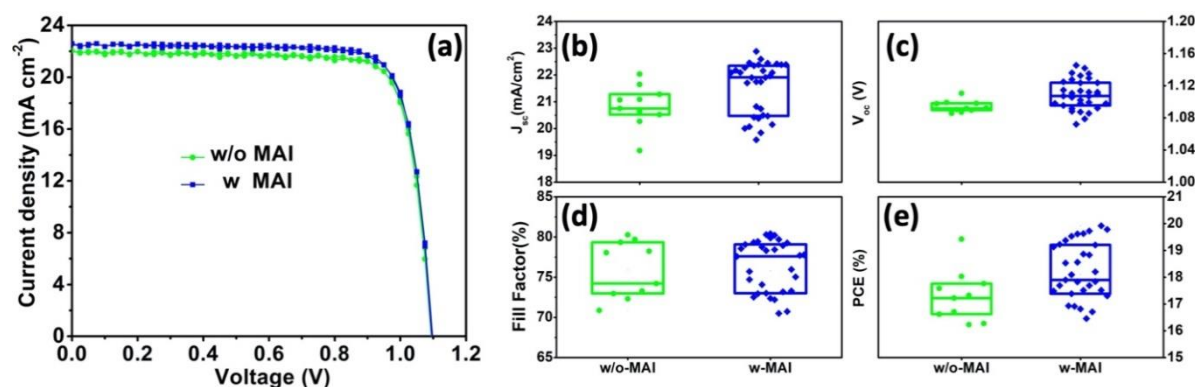 24
20
16
12
8
4
0
Current density (mA cm-2)
(a)
w/o MAI
w MAI
0.0 0.2 0.4 0.6 0.8 1.0 1.2
Voltage (V)
24
23
22
21
20
19
18
Jsc(mA/cm2)
(b)
(c)
Voc (V)
1.20
1.16
1.12
1.08
1.04
1.00
85
80
75
70
65
Fill Factor(%)
(d)
w/o-MAI w-MAI
(e)
PCE (%)
21
20
19
18
17
16
15
w/o-MAI w-MAI